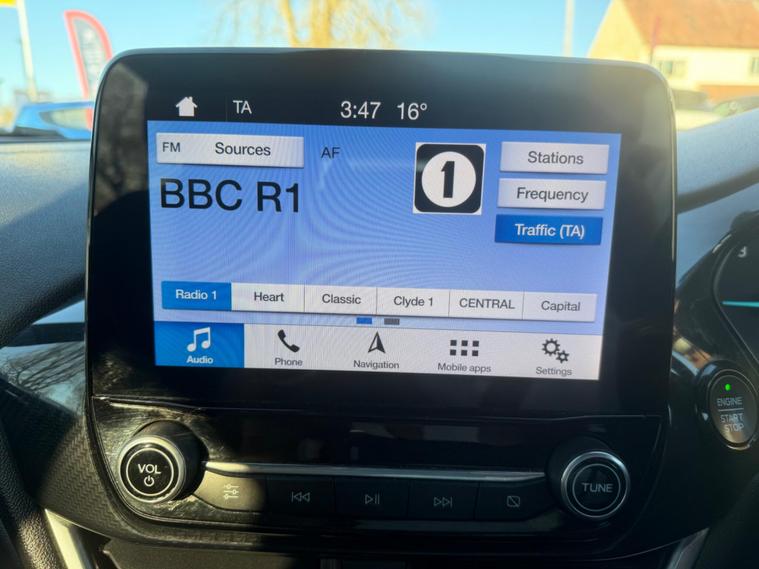 TA 3:47 16°
FM Sources AF 1 Stations
BBC R1 Frequency
Traffic (TA)
Radio 1 Heart Classic Clyde 1 CENTRAL Capital
Audio Phone Navigation Mobile apps Settings
VOL
TUNE
ENGINE
START
STOP
3